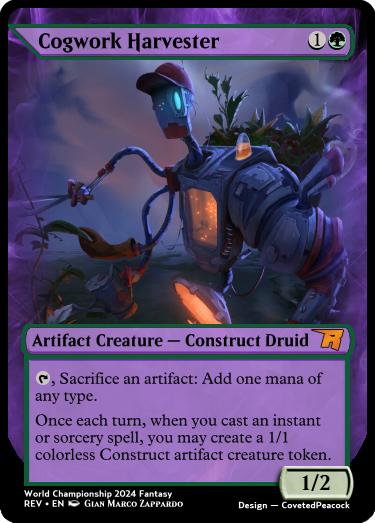 Cogwork Harvester 1
Artifact Creature — Construct Druid
, Sacrifice an artifact: Add one mana of
any type.
Once each turn, when you cast an instant
or sorcery spell, you may create a 1/1
colorless Construct artifact creature token.
1/2
World Championship 2024 Fantasy
REV • EN Gian Marco Zappardo
Design — CovetedPeacock